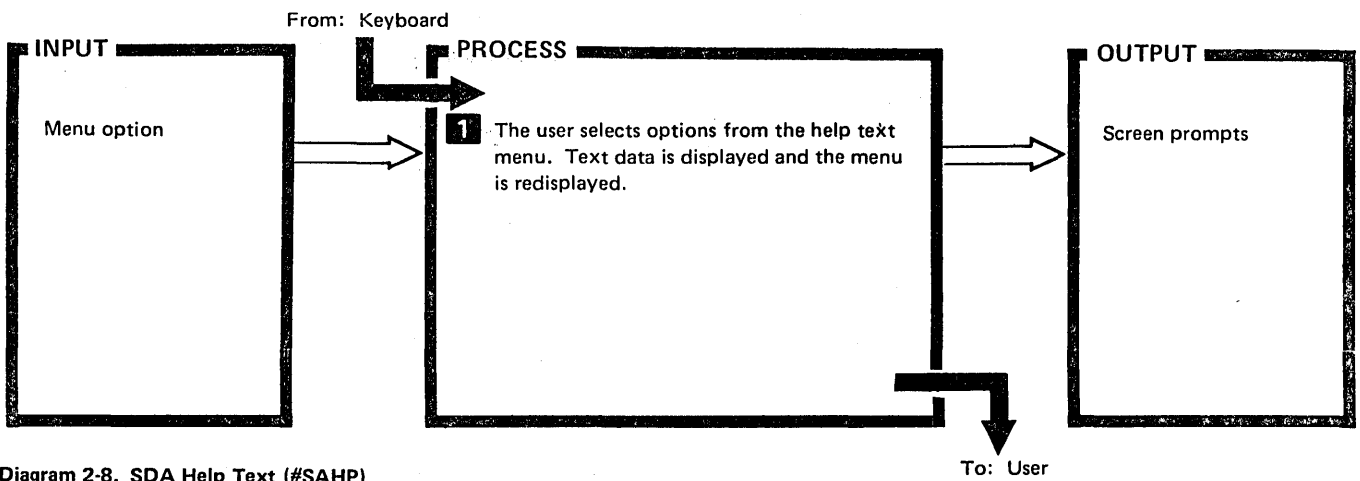 From: Keyboard
INPUT
PROCESS
OUTPUT
Menu option
1 The user selects options from the help text
menu. Text data is displayed and the menu
is redisplayed.
Screen prompts
To: User
Diagram 2-8. SDA Help Text (#SAHP)